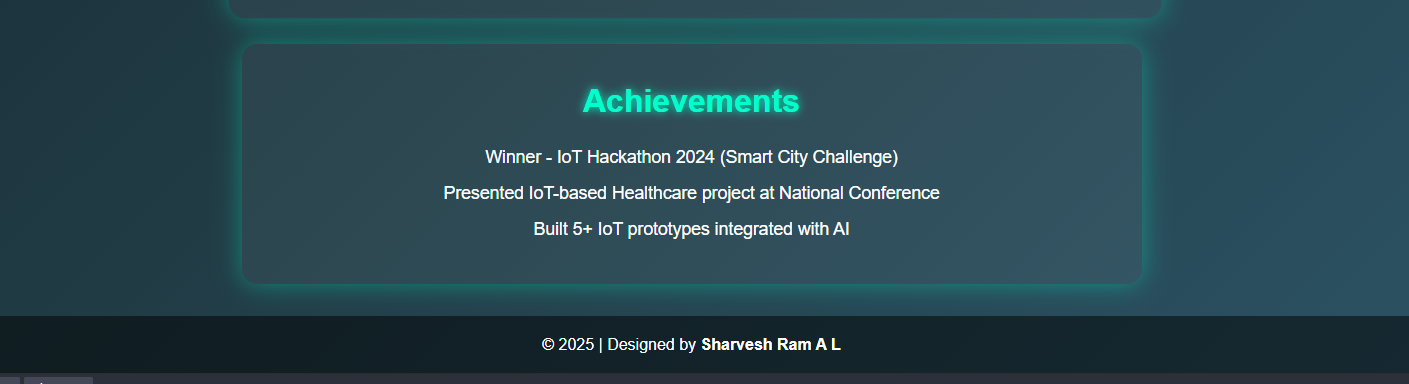 Achievements
Winner - IoT Hackathon 2024 (Smart City Challenge)
Presented IoT-based Healthcare project at National Conference
Built 5+ IoT prototypes integrated with AI
© 2025 | Designed by Sharvesh Ram A L